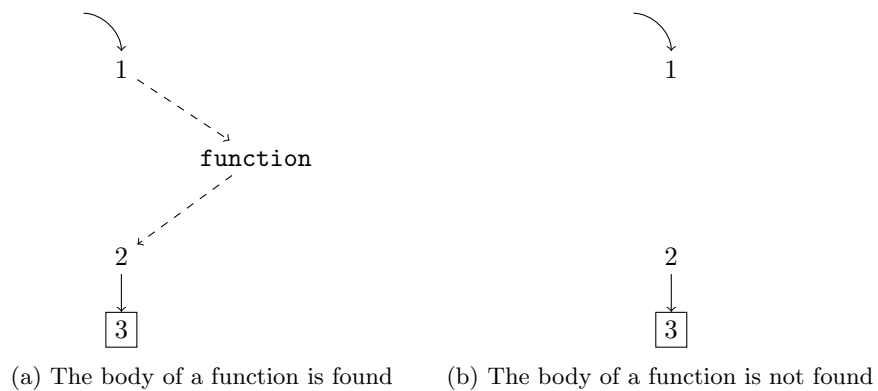 1
function
2
3
(a) The body of a function is found
1
2
3
(b) The body of a function is not found